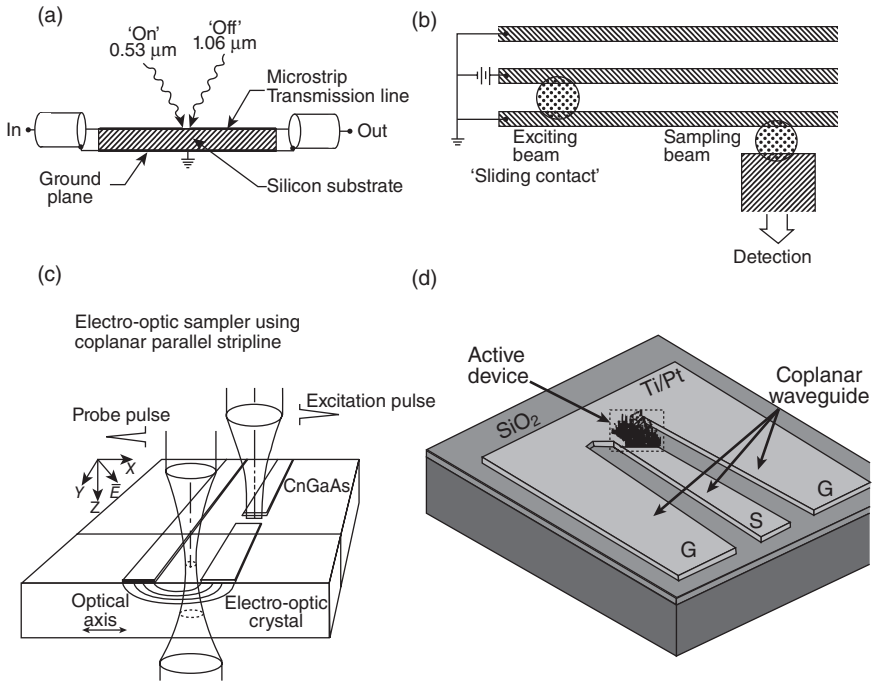 (a)
'On'
0.53 μm
'Off'
1.06 μm
Microstrip
Transmission line
In
Out
Ground
plane
Silicon substrate
(b)
Exciting
beam
'Sliding contact'
Sampling
beam
Detection
(c)
Electro-optic sampler using
coplanar parallel stripline
Probe pulse
Excitation pulse
X
Y
Z
E
CnGaAs
Optical
axis
Electro-optic
crystal
(d)
Active
device
Ti/Pt
Coplanar
waveguide
SiO₂
G
S
G